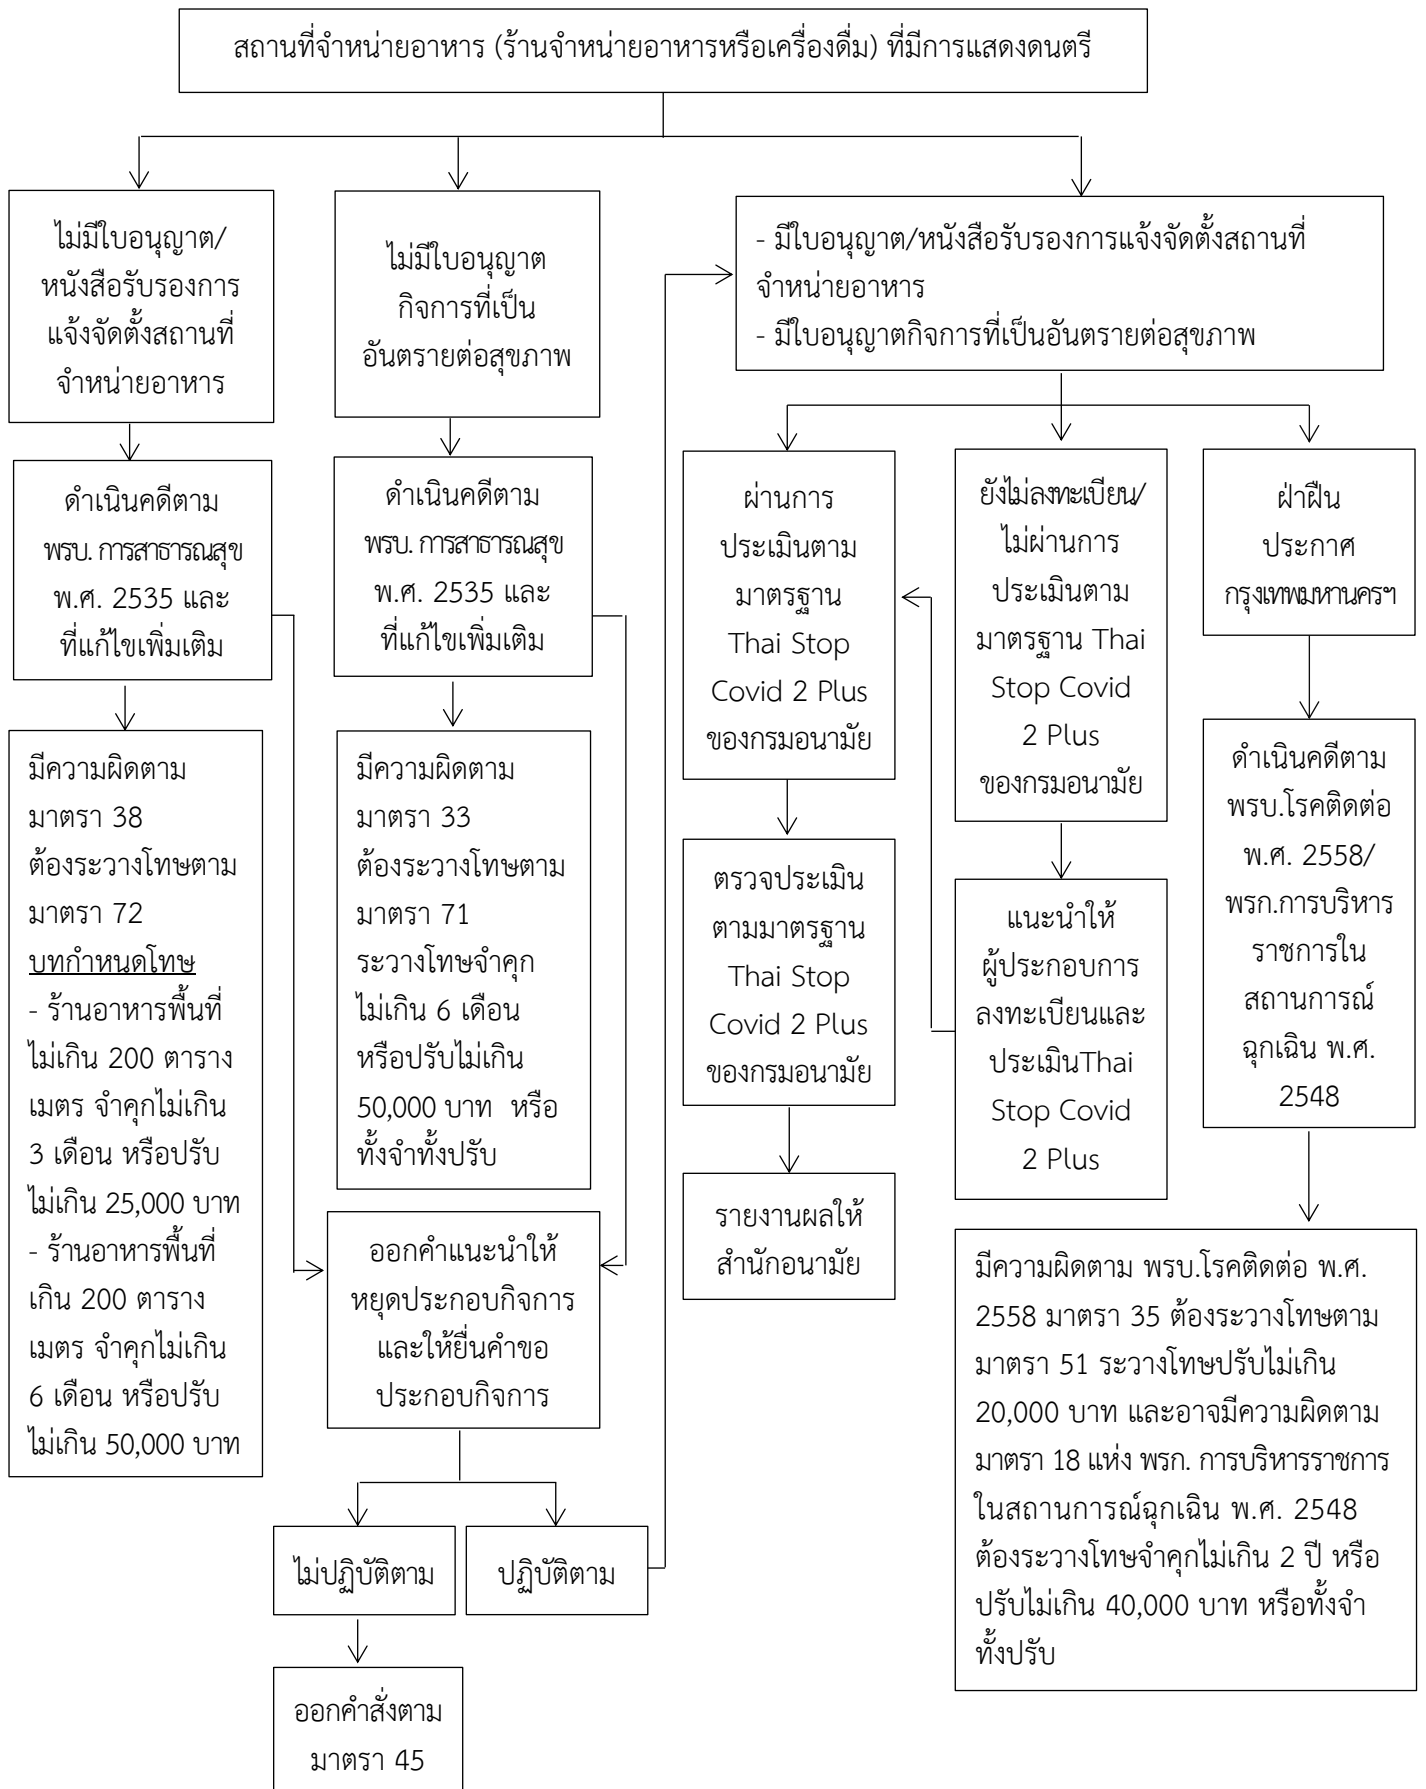 สถานที่จำหน่ายอาหาร (ร้านจำหน่ายอาหารหรือเครื่องดื่ม) ที่มีการแสดงดนตรี
ไม่มีใบอนุญาต/
หนังสือรับรองการ
แจ้งจัดตั้งสถานที่
จำหน่ายอาหาร
ไม่มีใบอนุญาต
กิจการที่เป็น
อันตรายต่อสุขภาพ
- มีใบอนุญาต/หนังสือรับรองการแจ้งจัดตั้งสถานที่
จำหน่ายอาหาร
- มีใบอนุญาตกิจการที่เป็นอันตรายต่อสุขภาพ
ดำเนินคดีตาม
พรบ. การสาธารณสุข
พ.ศ. 2535 และ
ที่แก้ไขเพิ่มเติม
ดำเนินคดีตาม
พรบ. การสาธารณสุข
พ.ศ. 2535 และ
ที่แก้ไขเพิ่มเติม
ผ่านการ
ประเมินตาม
มาตรฐาน
Thai Stop
Covid 2 Plus
ของกรมอนามัย
ยังไม่ลงทะเบียน/
ไม่ผ่านการ
ประเมินตาม
มาตรฐาน Thai
Stop Covid
2 Plus
ของกรมอนามัย
ฝ่าฝืน
ประกาศ
กรุงเทพมหานครฯ
มีความผิดตาม
มาตรา 38
ต้องระวางโทษตาม
มาตรา 72
บทกำหนดโทษ
- ร้านอาหารพื้นที่
ไม่เกิน 200 ตาราง
เมตร จำคุกไม่เกิน
3 เดือน หรือปรับ
ไม่เกิน 25,000 บาท
- ร้านอาหารพื้นที่
เกิน 200 ตาราง
เมตร จำคุกไม่เกิน
6 เดือน หรือปรับ
ไม่เกิน 50,000 บาท
มีความผิดตาม
มาตรา 33
ต้องระวางโทษตาม
มาตรา 71
ระวางโทษจำคุก
ไม่เกิน 6 เดือน
หรือปรับไม่เกิน
50,000 บาท หรือ
ทั้งจำทั้งปรับ
ตรวจประเมิน
ตามมาตรฐาน
Thai Stop
Covid 2 Plus
ของกรมอนามัย
แนะนำให้
ผู้ประกอบการ
ลงทะเบียนและ
ประเมินThai
Stop Covid
2 Plus
ดำเนินคดีตาม
พรบ.โรคติดต่อ
พ.ศ. 2558/
พรก.การบริหาร
ราชการใน
สถานการณ์
ฉุกเฉิน พ.ศ.
2548
รายงานผลให้
สำนักอนามัย
ออกคำแนะนำให้
หยุดประกอบกิจการ
และให้ยื่นคำขอ
ประกอบกิจการ
มีความผิดตาม พรบ.โรคติดต่อ พ.ศ.
2558 มาตรา 35 ต้องระวางโทษตาม
มาตรา 51 ระวางโทษปรับไม่เกิน
20,000 บาท และอาจมีความผิดตาม
มาตรา 18 แห่ง พรก. การบริหารราชการ
ในสถานการณ์ฉุกเฉิน พ.ศ. 2548
ต้องระวางโทษจำคุกไม่เกิน 2 ปี หรือ
ปรับไม่เกิน 40,000 บาท หรือทั้งจำ
ทั้งปรับ
ไม่ปฏิบัติตาม
ปฏิบัติตาม
ออกคำสั่งตาม
มาตรา 45